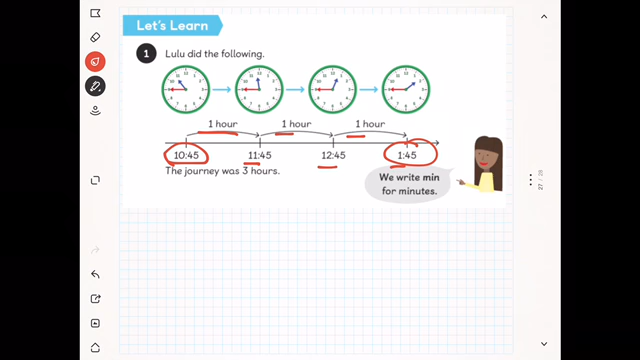 Let's Learn
1 Lulu did the following.
1 hour 1 hour 1 hour
10:45 11:45 12:45 1:45
The journey was 3 hours.
We write min
for minutes.
27 / 28